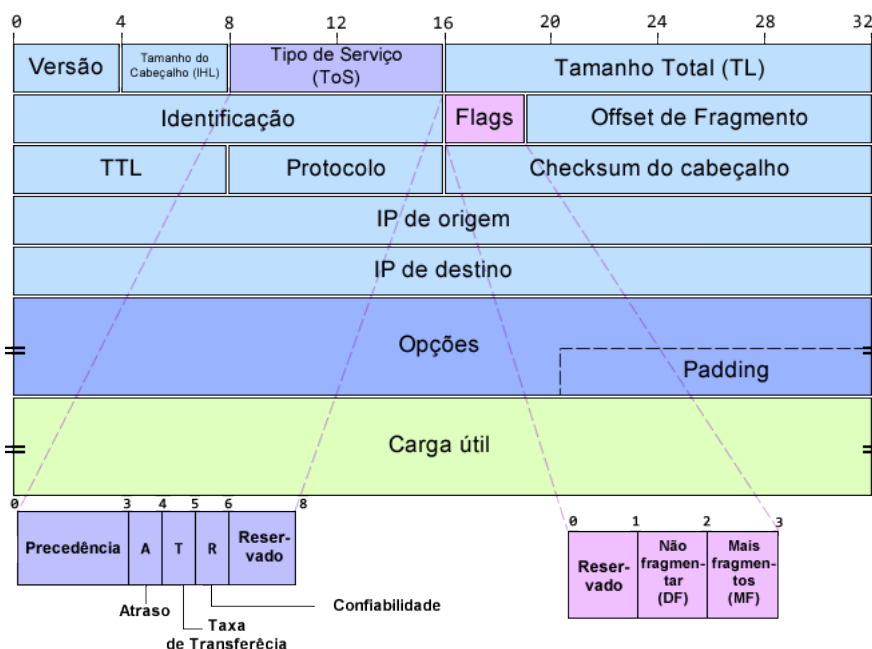 0 4 8 12 16 20 24 28 32
Versão
Tamanho do
Cabeçalho (IHL)
Tipo de Serviço
(ToS)
Tamanho Total (TL)
Identificação
Flags
Offset de Fragmento
TTL
Protocolo
Checksum do cabeçalho
IP de origem
IP de destino
Opções
Padding
Carga útil
0 3 4 5 6 8
Precedência
A
T
R
Reser-
vado
Atraso
Taxa
de Transferêcia
Confiabilidade
0 1 2 3
Reser-
vado
Não
fragmen-
tar
(DF)
Mais
fragmen-
tos
(MF)